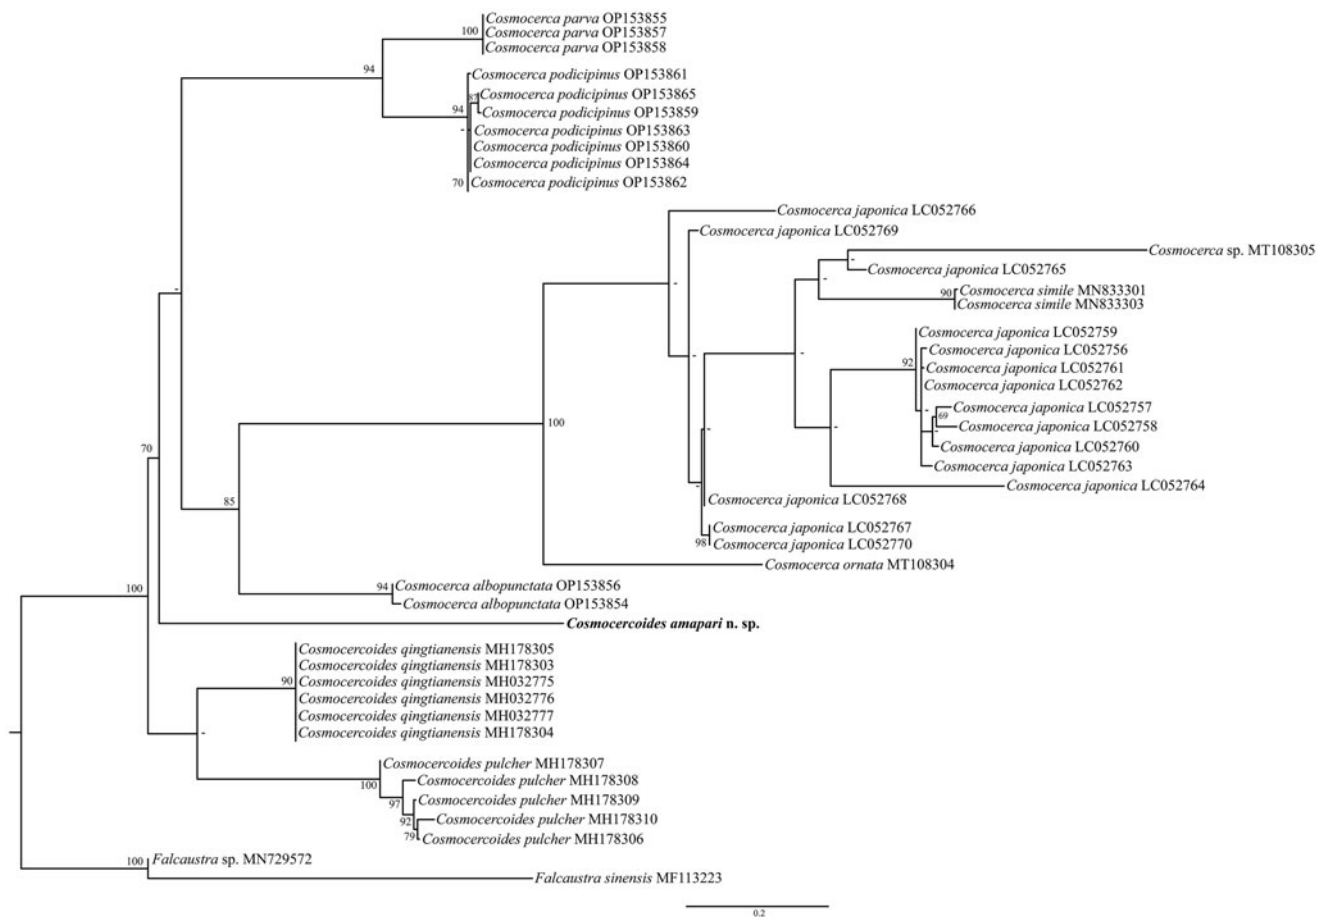 Cosmocerca parva OP153855
100
Cosmocerca parva OP153857
Cosmocerca parva OP153858
94
Cosmocerca podicipinus OP153861
87
Cosmocerca podicipinus OP153865
94
Cosmocerca podicipinus OP153859
-
Cosmocerca podicipinus OP153863
Cosmocerca podicipinus OP153860
Cosmocerca podicipinus OP153864
70
Cosmocerca podicipinus OP153862
Cosmocerca japonica LC052766
Cosmocerca japonica LC052769
Cosmocerca sp. MT108305
-
Cosmocerca japonica LC052765
-
-
-
90
Cosmocerca simile MN833301
Cosmocerca simile MN833303
Cosmocerca japonica LC052759
Cosmocerca japonica LC052756
-
-
92
Cosmocerca japonica LC052761
Cosmocerca japonica LC052762
Cosmocerca japonica LC052757
-
69
100
-
-
-
Cosmocerca japonica LC052758
70
Cosmocerca japonica LC052760
Cosmocerca japonica LC052763
-
Cosmocerca japonica LC052764
85
Cosmocerca japonica LC052768
Cosmocerca japonica LC052767
98
Cosmocerca japonica LC052770
Cosmocerca ornata MT108304
100
94
Cosmocerca albopunctata OP153856
Cosmocerca albopunctata OP153854
Cosmocercoides amapari n. sp.
Cosmocercoides qingtianensis MH178305
Cosmocercoides qingtianensis MH178303
90
Cosmocercoides qingtianensis MH032775
Cosmocercoides qingtianensis MH032776
Cosmocercoides qingtianensis MH032777
-
Cosmocercoides qingtianensis MH178304
Cosmocercoides pulcher MH178307
100
Cosmocercoides pulcher MH178308
97
Cosmocercoides pulcher MH178309
92
Cosmocercoides pulcher MH178310
79
Cosmocercoides pulcher MH178306
100
Falcaustra sp. MN729572
Falcaustra sinensis MF113223
0.2